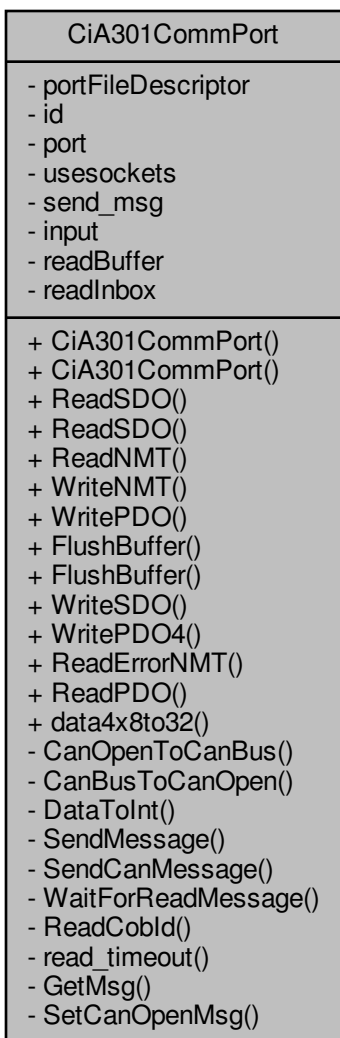 CiA301CommPort
- portFileDescriptor
- id
- port
- usesockets
- send_msg
- input
- readBuffer
- readInbox
+ CiA301CommPort()
+ CiA301CommPort()
+ ReadSDO()
+ ReadSDO()
+ ReadNMT()
+ WriteNMT()
+ WritePDO()
+ FlushBuffer()
+ FlushBuffer()
+ WriteSDO()
+ WritePDO4()
+ ReadErrorNMT()
+ ReadPDO()
+ data4x8to32()
- CanOpenToCanBus()
- CanBusToCanOpen()
- DataToInt()
- SendMessage()
- SendCanMessage()
- WaitForReadMessage()
- ReadCobId()
- read_timeout()
- GetMsg()
- SetCanOpenMsg()